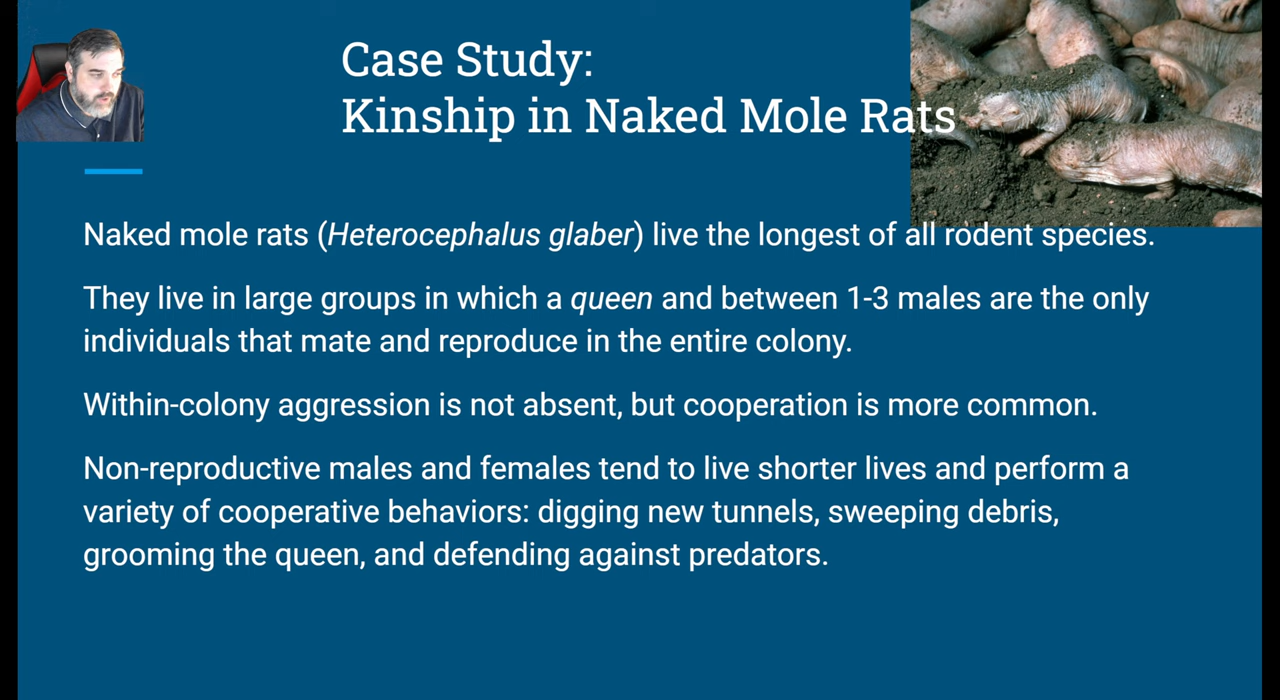 Case Study:
Kinship in Naked Mole Rats
Naked mole rats (Heterocephalus glaber) live the longest of all rodent species.
They live in large groups in which a queen and between 1-3 males are the only
individuals that mate and reproduce in the entire colony.
Within-colony aggression is not absent, but cooperation is more common.
Non-reproductive males and females tend to live shorter lives and perform a
variety of cooperative behaviors: digging new tunnels, sweeping debris,
grooming the queen, and defending against predators.